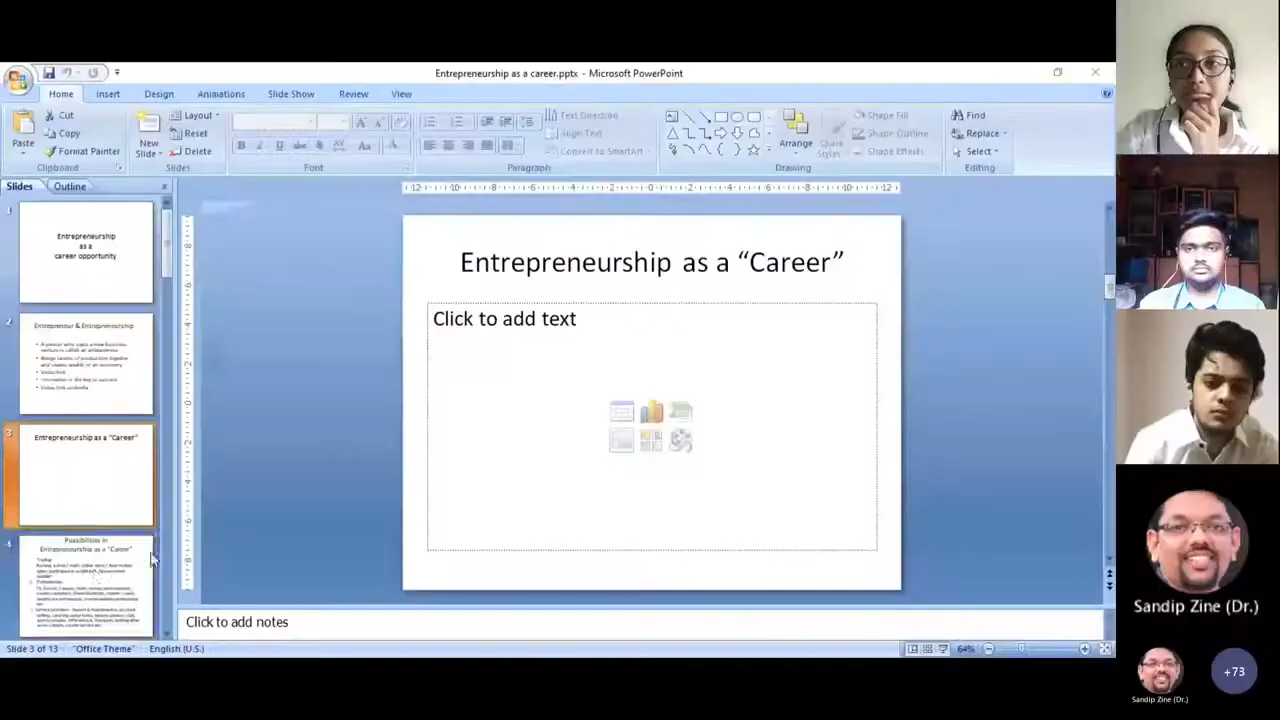 Entrepreneurship as a career.pptx - Microsoft PowerPoint
Home Insert Design Animations Slide Show Review View
Paste
Cut
Copy
Format Painter
Clipboard
New Slide
Layout
Reset
Delete
Slides
Font
Text Direction
Align Text
Convert to SmartArt
Paragraph
Arrange
Quick Styles
Shape Fill
Shape Outline
Shape Effects
Drawing
Find
Replace
Select
Editing
Slides Outline
1
Entrepreneurship
as a
career opportunity
2
Entrepreneur & Entrepreneurship
3
Entrepreneurship as a “Career”
4
Possibilities in
Entrepreneurship as a “Career”
Entrepreneurship as a “Career”
Click to add text
Click to add notes
Slide 3 of 13 "Office Theme" English (U.S.) 64%
Sandip Zine (Dr.)
Sandip Zine (Dr.)
+73